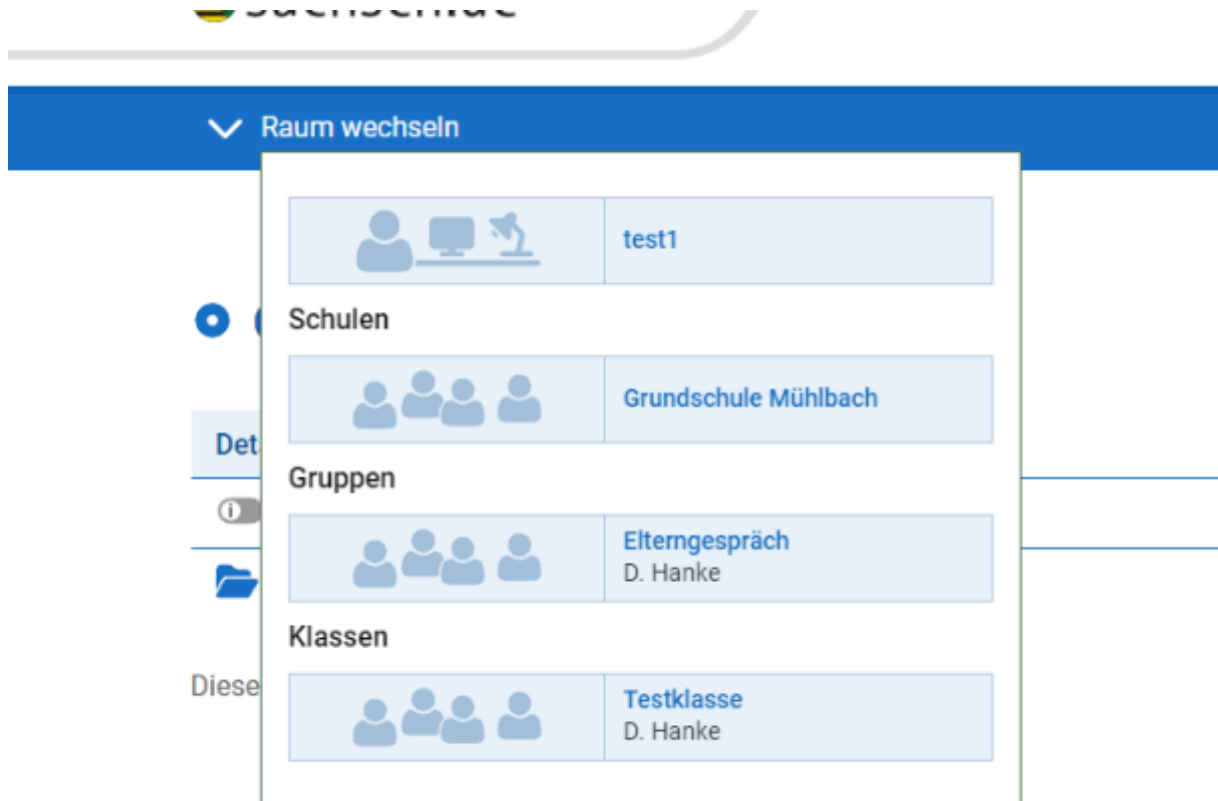 Raum wechseln
test1
Schulen
Grundschule Mühlbach
Det
Gruppen
Elterngespräch
D. Hanke
Klassen
Diese
Testklasse
D. Hanke